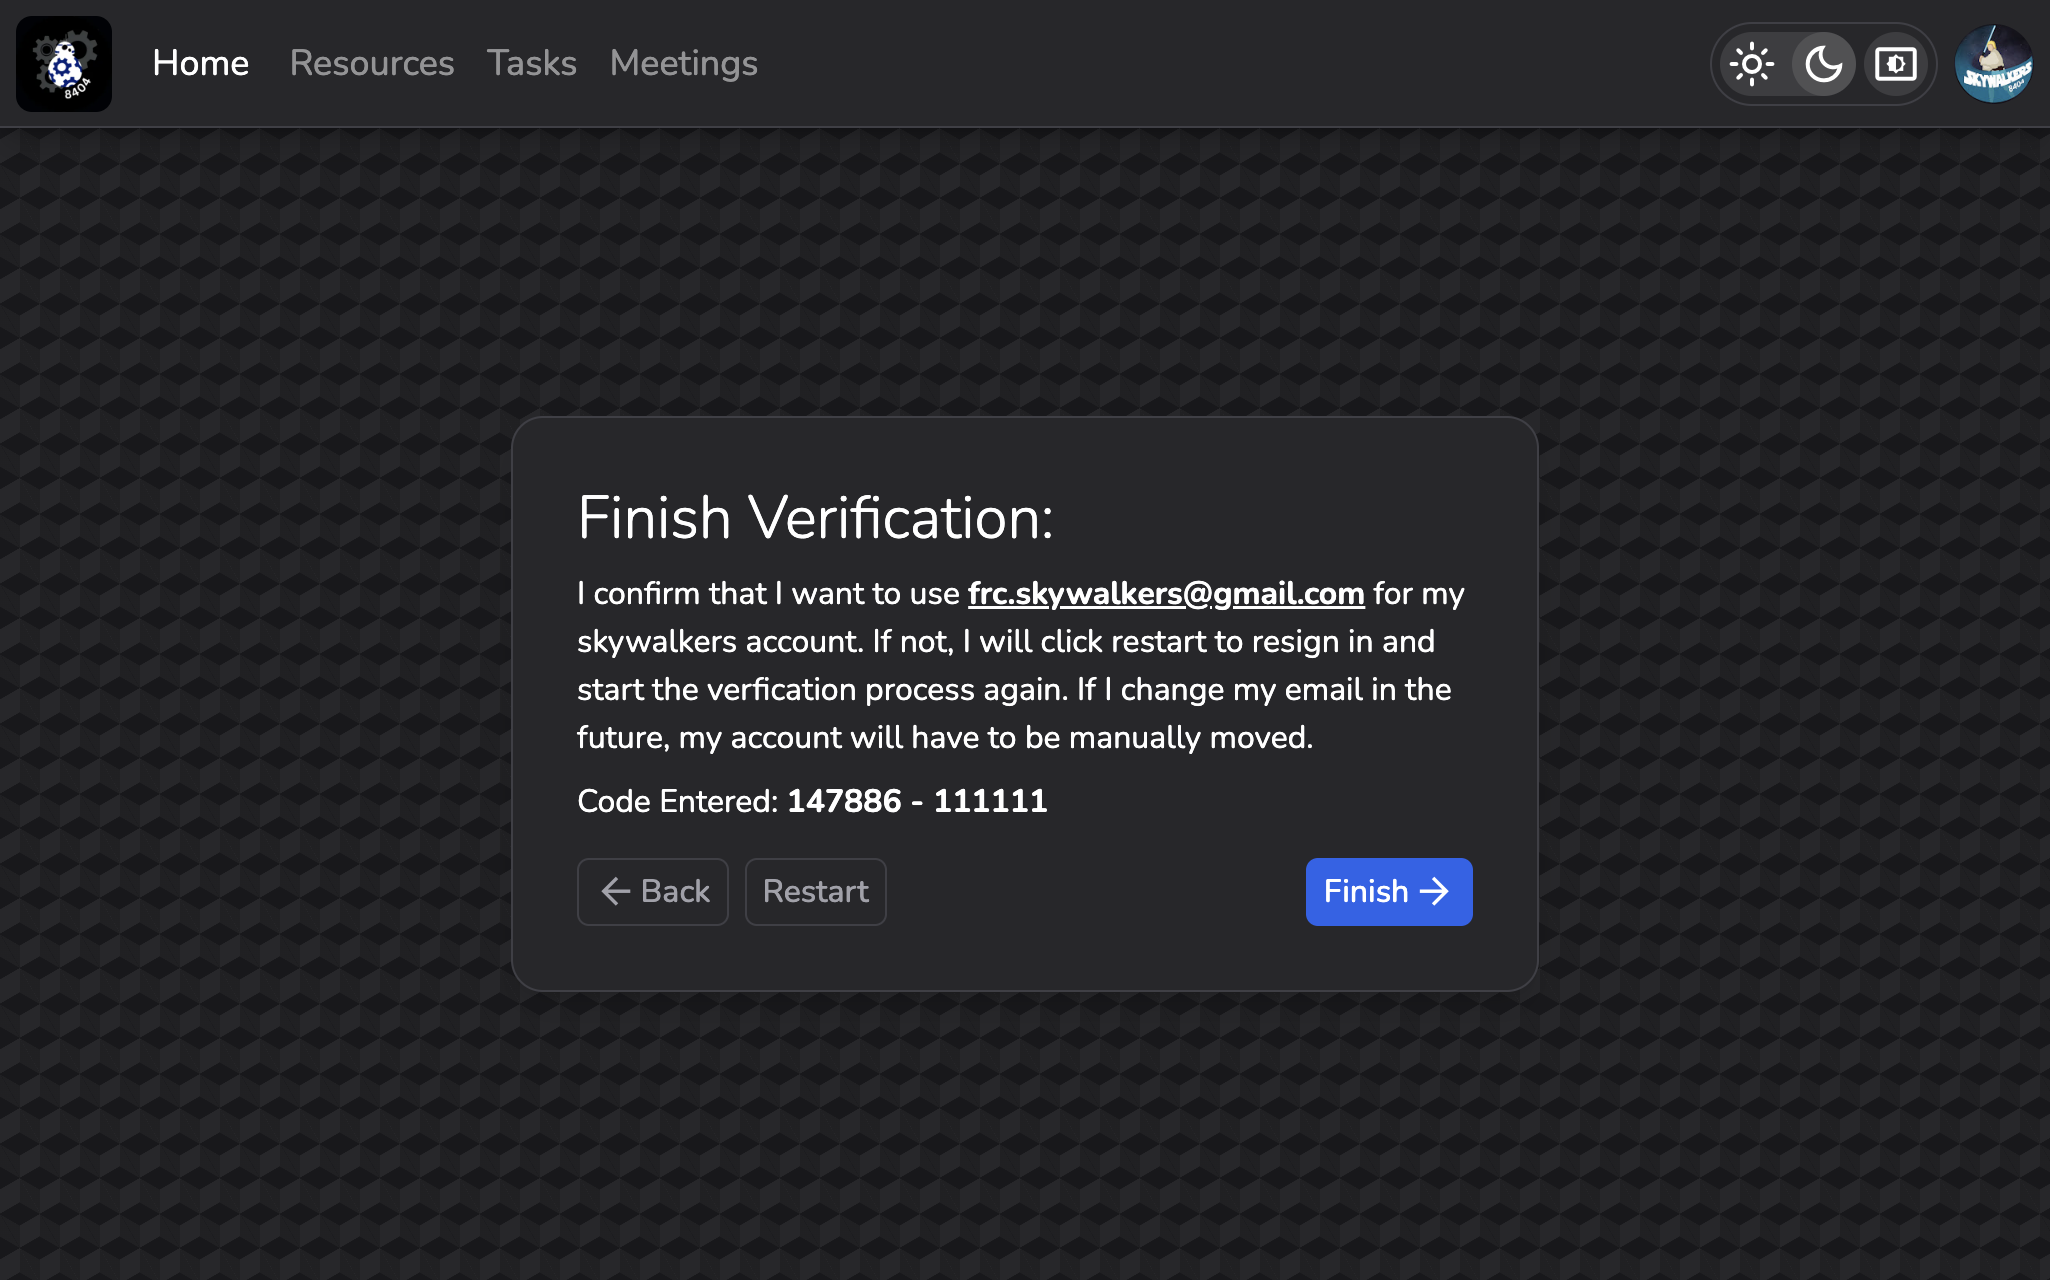 8404
Home Resources Tasks Meetings
SKYWALKERS
8404
Finish Verification:
I confirm that I want to use frc.skywalkers@gmail.com for my
skywalkers account. If not, I will click restart to resign in and
start the verfication process again. If I change my email in the
future, my account will have to be manually moved.
Code Entered: 147886 - 111111
← Back Restart Finish →